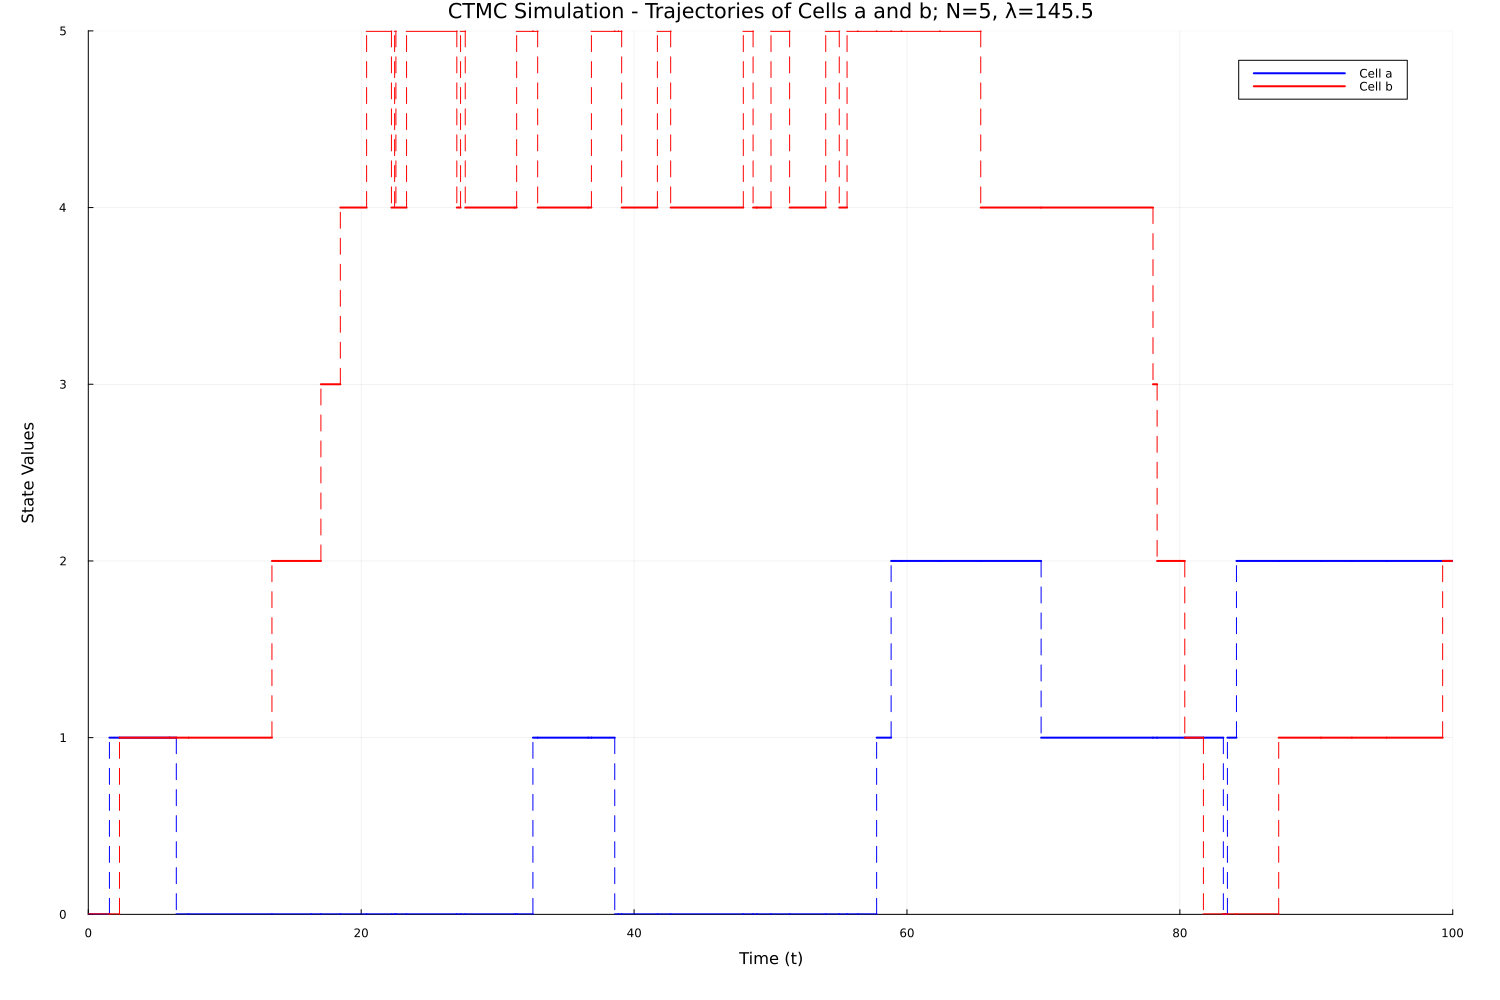 CTMC Simulation - Trajectories of Cells a and b; N=5, λ=145.5
Cell a
Cell b
State Values
5
4
3
2
1
0
0 20 40 60 80 100
Time (t)